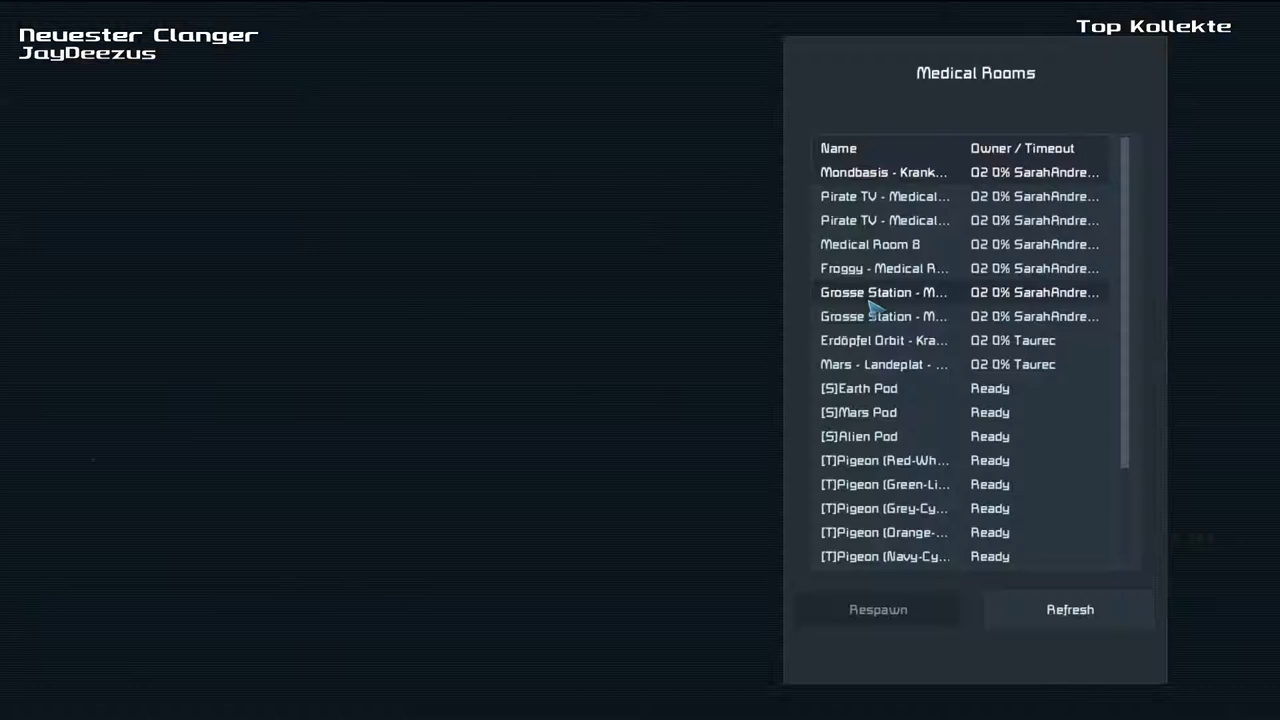 Neuester Clanger
JayDeezus
Top Kollekte
Medical Rooms
Name Owner / Timeout
Mondbasis - Krank... O2 0% SarahAndre...
Pirate TV - Medical... O2 0% SarahAndre...
Pirate TV - Medical... O2 0% SarahAndre...
Medical Room 8 O2 0% SarahAndre...
Froggy - Medical R... O2 0% SarahAndre...
Grosse Station - M... O2 0% SarahAndre...
Grosse Station - M... O2 0% SarahAndre...
Erdöpfel Orbit - Kra... O2 0% Taurec
Mars - Landeplat - ... O2 0% Taurec
[S]Earth Pod Ready
[S]Mars Pod Ready
[S]Alien Pod Ready
[T]Pigeon (Red-Wh... Ready
[T]Pigeon (Green-Li... Ready
[T]Pigeon (Grey-Cy... Ready
[T]Pigeon (Orange-... Ready
[T]Pigeon (Navy-Cy... Ready
Respawn Refresh